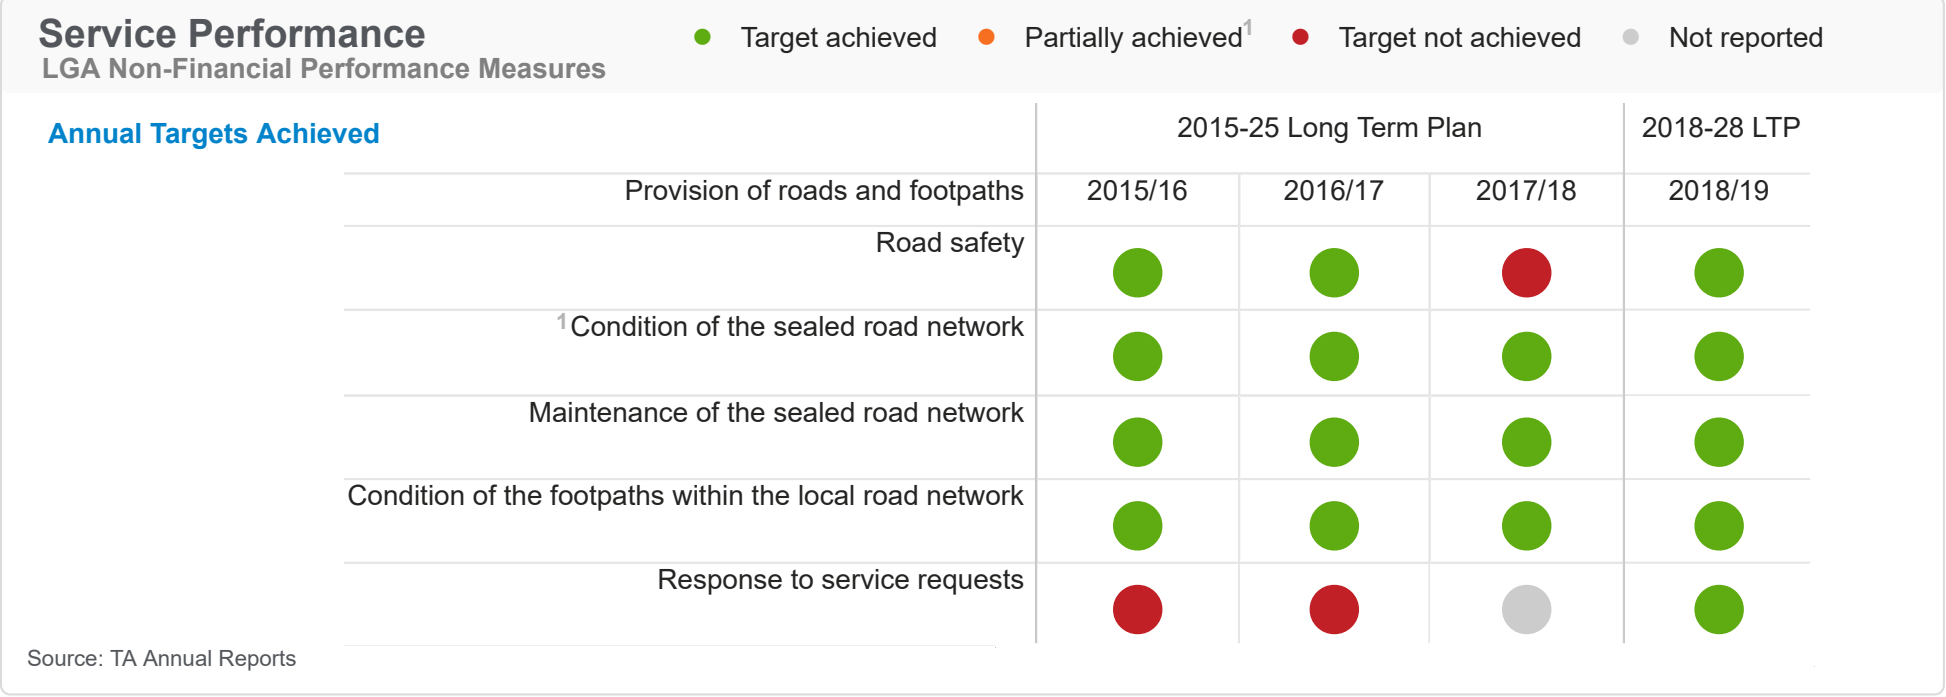 Service Performance
LGA Non-Financial Performance Measures
Target achieved Partially achieved1 Target not achieved Not reported
Annual Targets Achieved
2015-25 Long Term Plan 2018-28 LTP
Provision of roads and footpaths 2015/16 2016/17 2017/18 2018/19
Road safety
1Condition of the sealed road network
Maintenance of the sealed road network
Condition of the footpaths within the local road network
Response to service requests
Source: TA Annual Reports